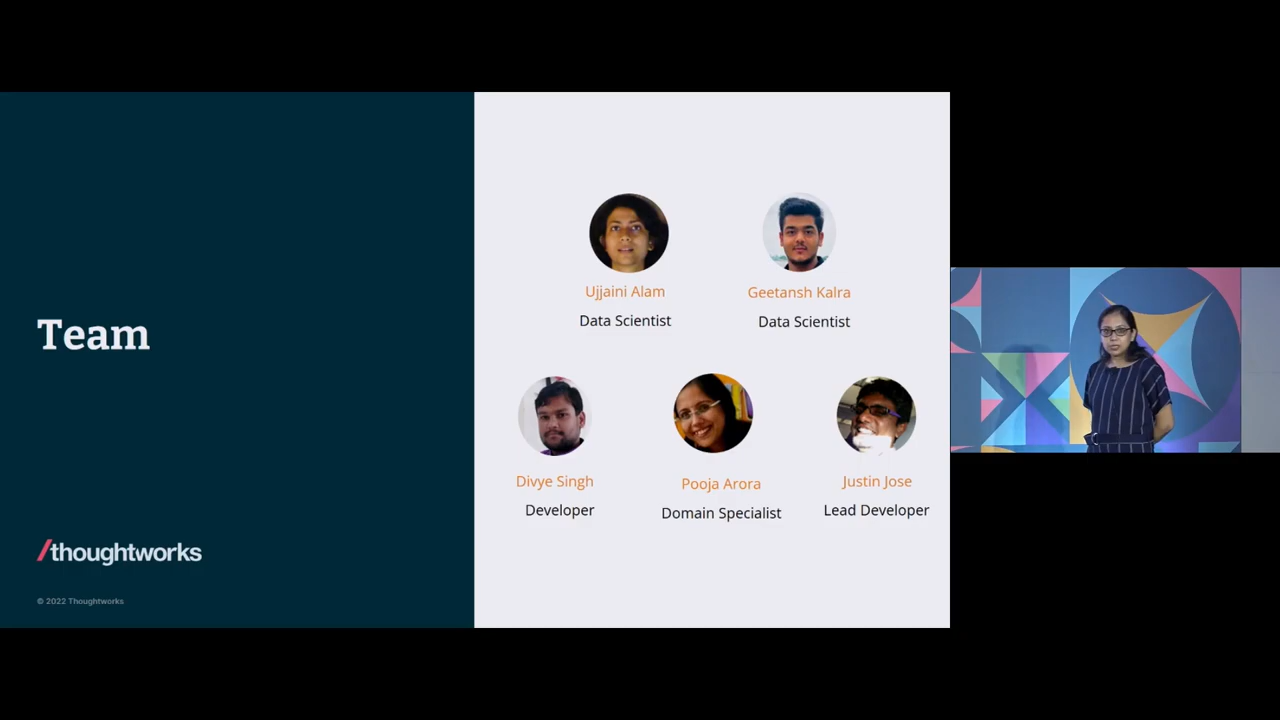 Team
/thoughtworks
© 2022 Thoughtworks
Ujjaini Alam
Data Scientist
Geetansh Kalra
Data Scientist
Divye Singh
Developer
Pooja Arora
Domain Specialist
Justin Jose
Lead Developer